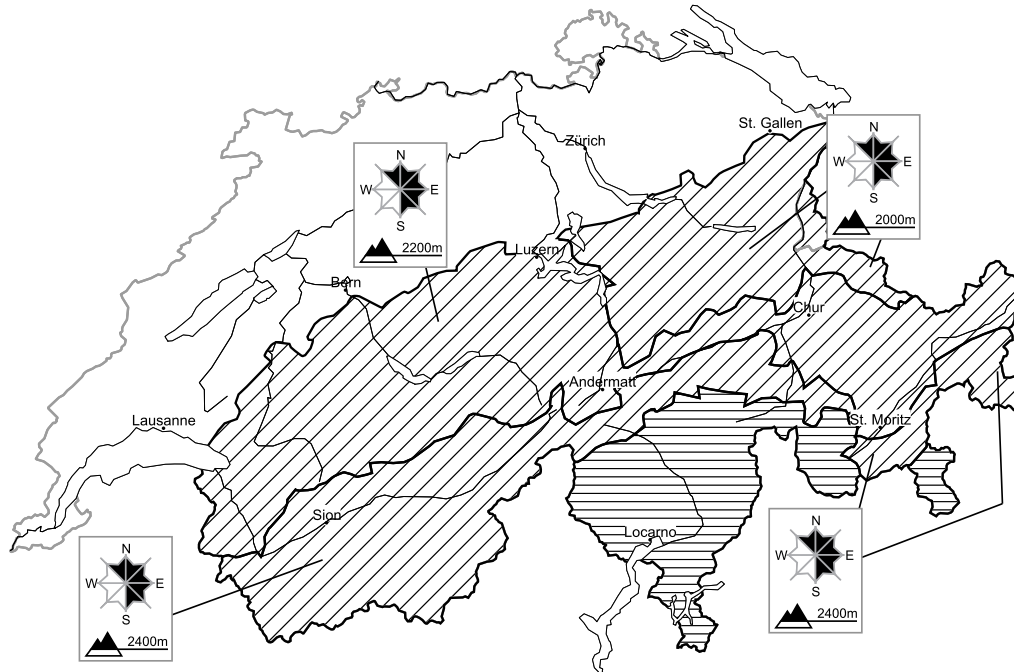 St. Gallen
Zürich
N
W E
S
2200m
N
W E
S
2000m
Luzern
Bern
Chur
Andermatt
Lausanne
St. Moritz
Sion
Locarno
N
W E
S
2400m
N
W E
S
2400m